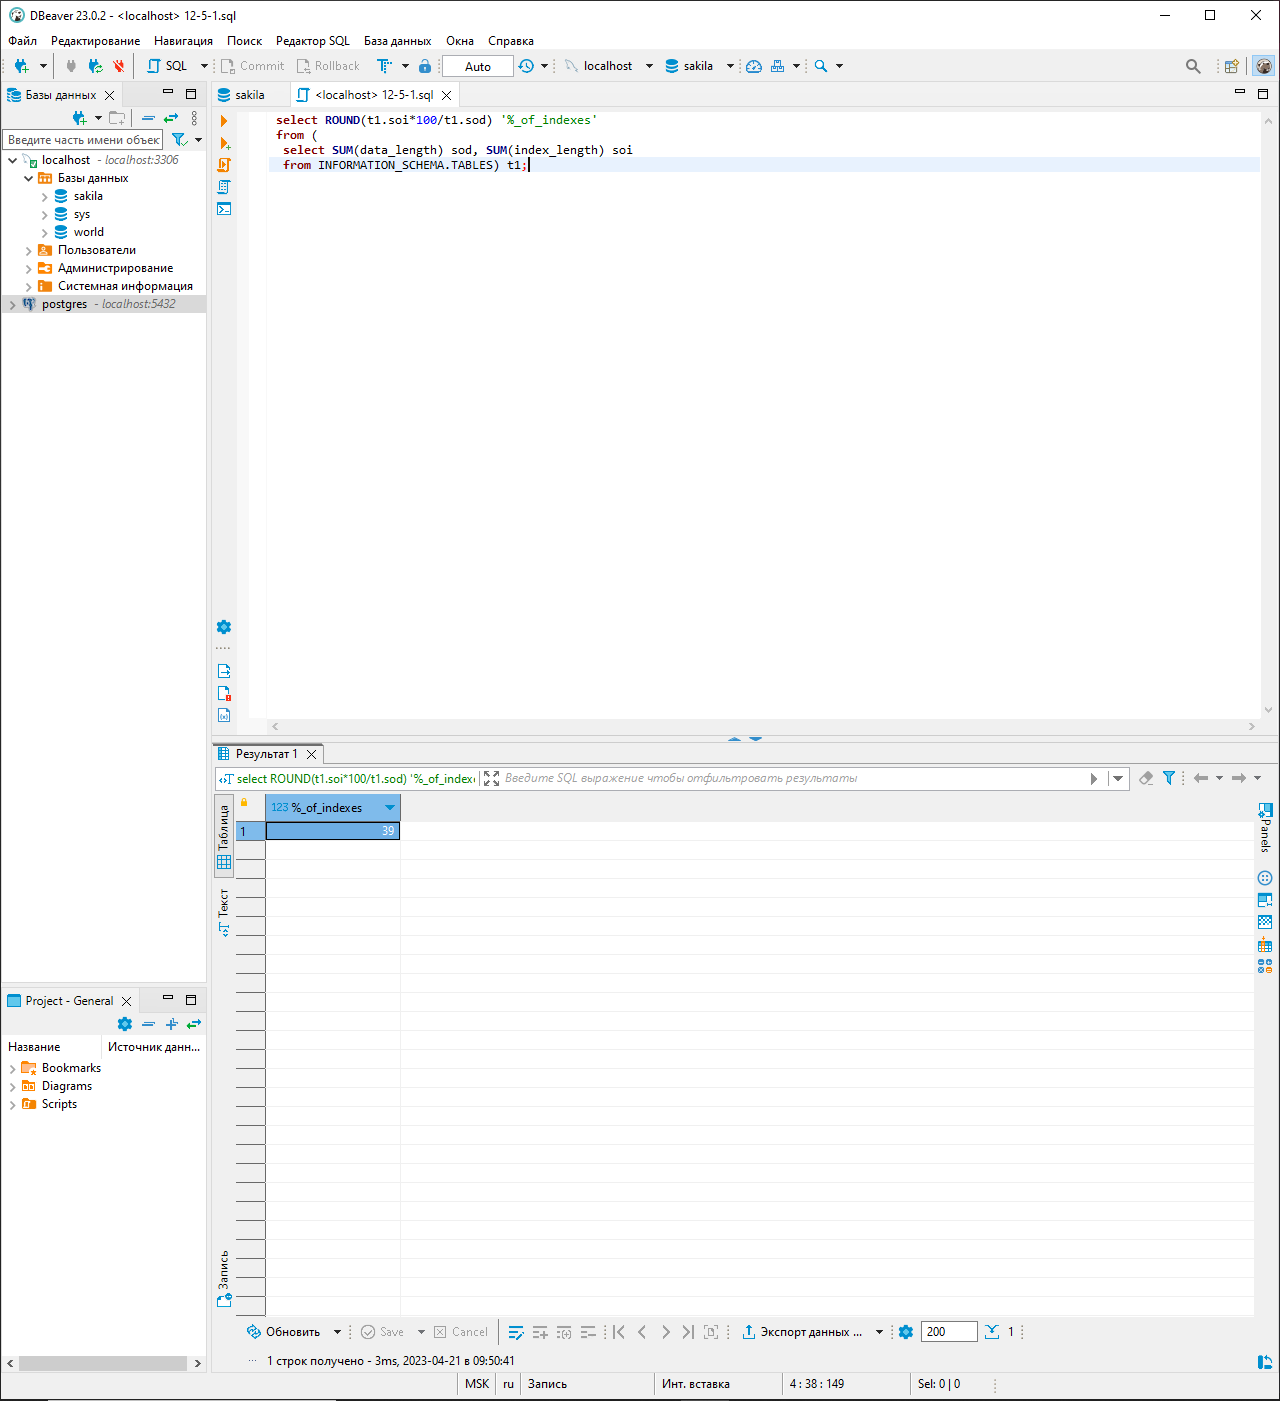 DBeaver 23.0.2 - <localhost> 12-5-1.sql
Файл Редактирование Навигация Поиск Редактор SQL База данных Окна Справка
SQL Commit Rollback Auto localhost sakila
Базы данных
Введите часть имени объек
localhost - localhost:3306
Базы данных
sakila
sys
world
Пользователи
Администрирование
Системная информация
postgres - localhost:5432
sakila <localhost> 12-5-1.sql
select ROUND(t1.soi*100/t1.sod) '%_of_indexes'
from (
select SUM(data_length) sod, SUM(index_length) soi
from INFORMATION_SCHEMA.TABLES) t1;
Project - General
Название Источник данн...
Bookmarks
Diagrams
Scripts
Результат 1
select ROUND(t1.soi*100/t1.sod) '%_of_indexe Введите SQL выражение чтобы отфильтровать результаты
Таблица
Текст
Запись
123 %_of_indexes
1 39
Panels
Обновить Save Cancel Экспорт данных ... 200 1
1 строк получено - 3ms, 2023-04-21 в 09:50:41
MSK ru Запись Инт. вставка 4 : 38 : 149 Sel: 0 | 0